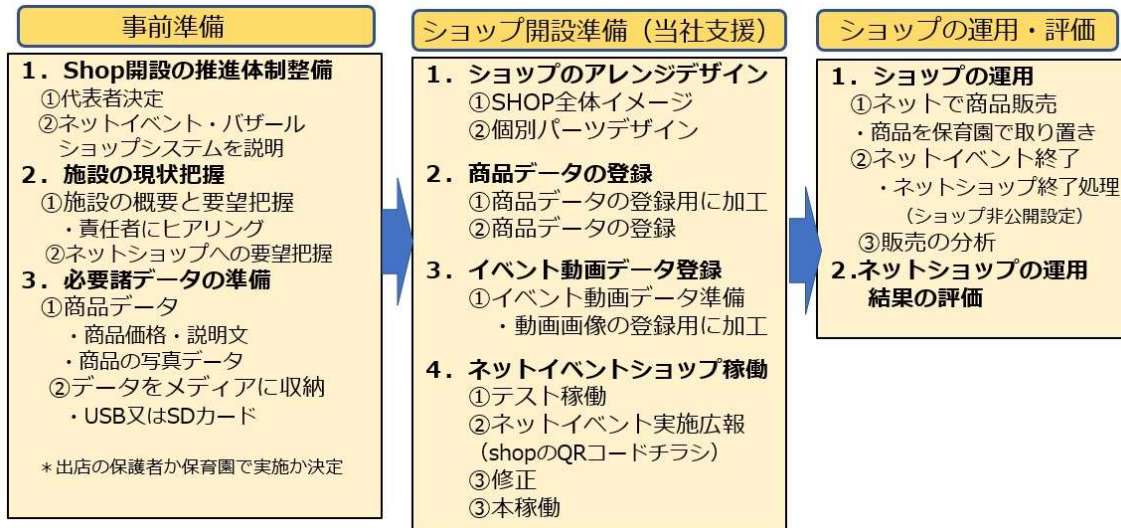 事前準備
1．Shop開設の推進体制整備
①代表者決定
②ネットイベント・バザール
ショップシステムを説明
2．施設の現状把握
①施設の概要と要望把握
・責任者にヒアリング
②ネットショップへの要望把握
3．必要諸データの準備
①商品データ
・商品価格・説明文
・商品の写真データ
②データをメディアに収納
・USB又はSDカード
＊出店の保護者か保育園で実施か決定
ショップ開設準備（当社支援）
1．ショップのアレンジデザイン
①SHOP全体イメージ
②個別パーツデザイン
2．商品データの登録
①商品データの登録用に加工
②商品データの登録
3．イベント動画データ登録
①イベント動画データ準備
・動画画像の登録用に加工
4．ネットイベントショップ稼働
①テスト稼働
②ネットイベント実施広報
（shopのQRコードチラシ）
③修正
③本稼働
ショップの運用・評価
1．ショップの運用
①ネットで商品販売
・商品を保育園で取り置き
②ネットイベント終了
・ネットショップ終了処理
（ショップ非公開設定）
③販売の分析
2.ネットショップの運用
結果の評価